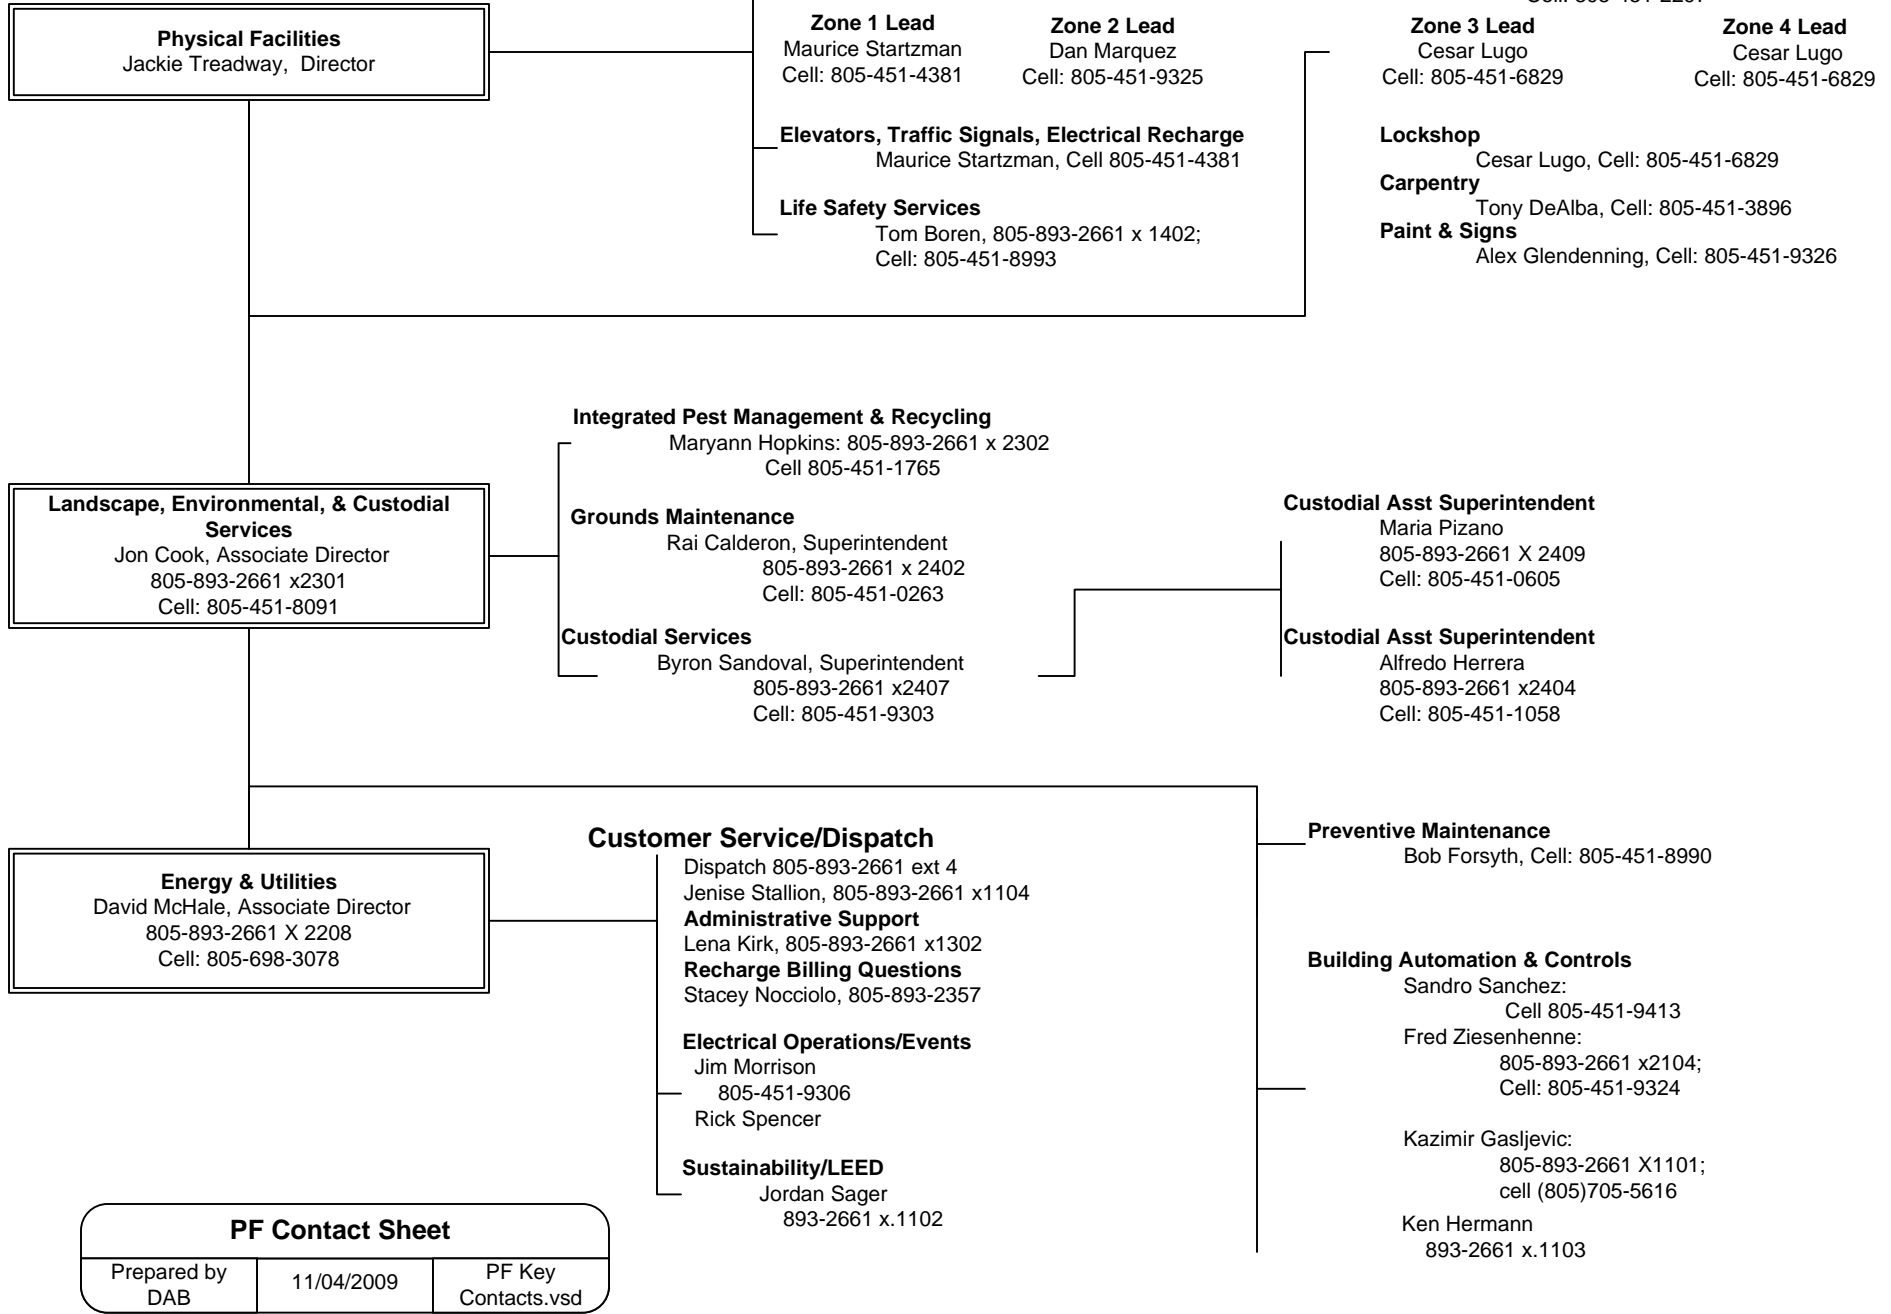 Physical Facilities
Jackie Treadway, Director
Zone 1 Lead
Maurice Startzman
Cell: 805-451-4381
Zone 2 Lead
Dan Marquez
Cell: 805-451-9325
Zone 3 Lead
Cesar Lugo
Cell: 805-451-6829
Zone 4 Lead
Cesar Lugo
Cell: 805-451-6829
Elevators, Traffic Signals, Electrical Recharge
Maurice Startzman, Cell 805-451-4381
Life Safety Services
Tom Boren, 805-893-2661 x 1402;
Cell: 805-451-8993
Lockshop
Cesar Lugo, Cell: 805-451-6829
Carpentry
Tony DeAlba, Cell: 805-451-3896
Paint & Signs
Alex Glendenning, Cell: 805-451-9326
Landscape, Environmental, & Custodial
Services
Jon Cook, Associate Director
805-893-2661 x2301
Cell: 805-451-8091
Integrated Pest Management & Recycling
Maryann Hopkins: 805-893-2661 x 2302
Cell 805-451-1765
Grounds Maintenance
Rai Calderon, Superintendent
805-893-2661 x 2402
Cell: 805-451-0263
Custodial Services
Byron Sandoval, Superintendent
805-893-2661 x2407
Cell: 805-451-9303
Custodial Asst Superintendent
Maria Pizano
805-893-2661 X 2409
Cell: 805-451-0605
Custodial Asst Superintendent
Alfredo Herrera
805-893-2661 x2404
Cell: 805-451-1058
Energy & Utilities
David McHale, Associate Director
805-893-2661 X 2208
Cell: 805-698-3078
Customer Service/Dispatch
Dispatch 805-893-2661 ext 4
Jenise Stallion, 805-893-2661 x1104
Administrative Support
Lena Kirk, 805-893-2661 x1302
Recharge Billing Questions
Stacey Nocciolo, 805-893-2357
Electrical Operations/Events
Jim Morrison
805-451-9306
Rick Spencer
Sustainability/LEED
Jordan Sager
893-2661 x.1102
Preventive Maintenance
Bob Forsyth, Cell: 805-451-8990
Building Automation & Controls
Sandro Sanchez:
Cell 805-451-9413
Fred Ziesenhenne:
805-893-2661 x2104;
Cell: 805-451-9324
Kazimir Gasljevic:
805-893-2661 X1101;
cell (805)705-5616
Ken Hermann
893-2661 x.1103
PF Contact Sheet
Prepared by
DAB
11/04/2009
PF Key
Contacts.vsd